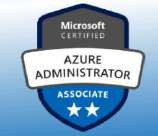 Microsoft
CERTIFIED
AZURE
ADMINISTRATOR
ASSOCIATE